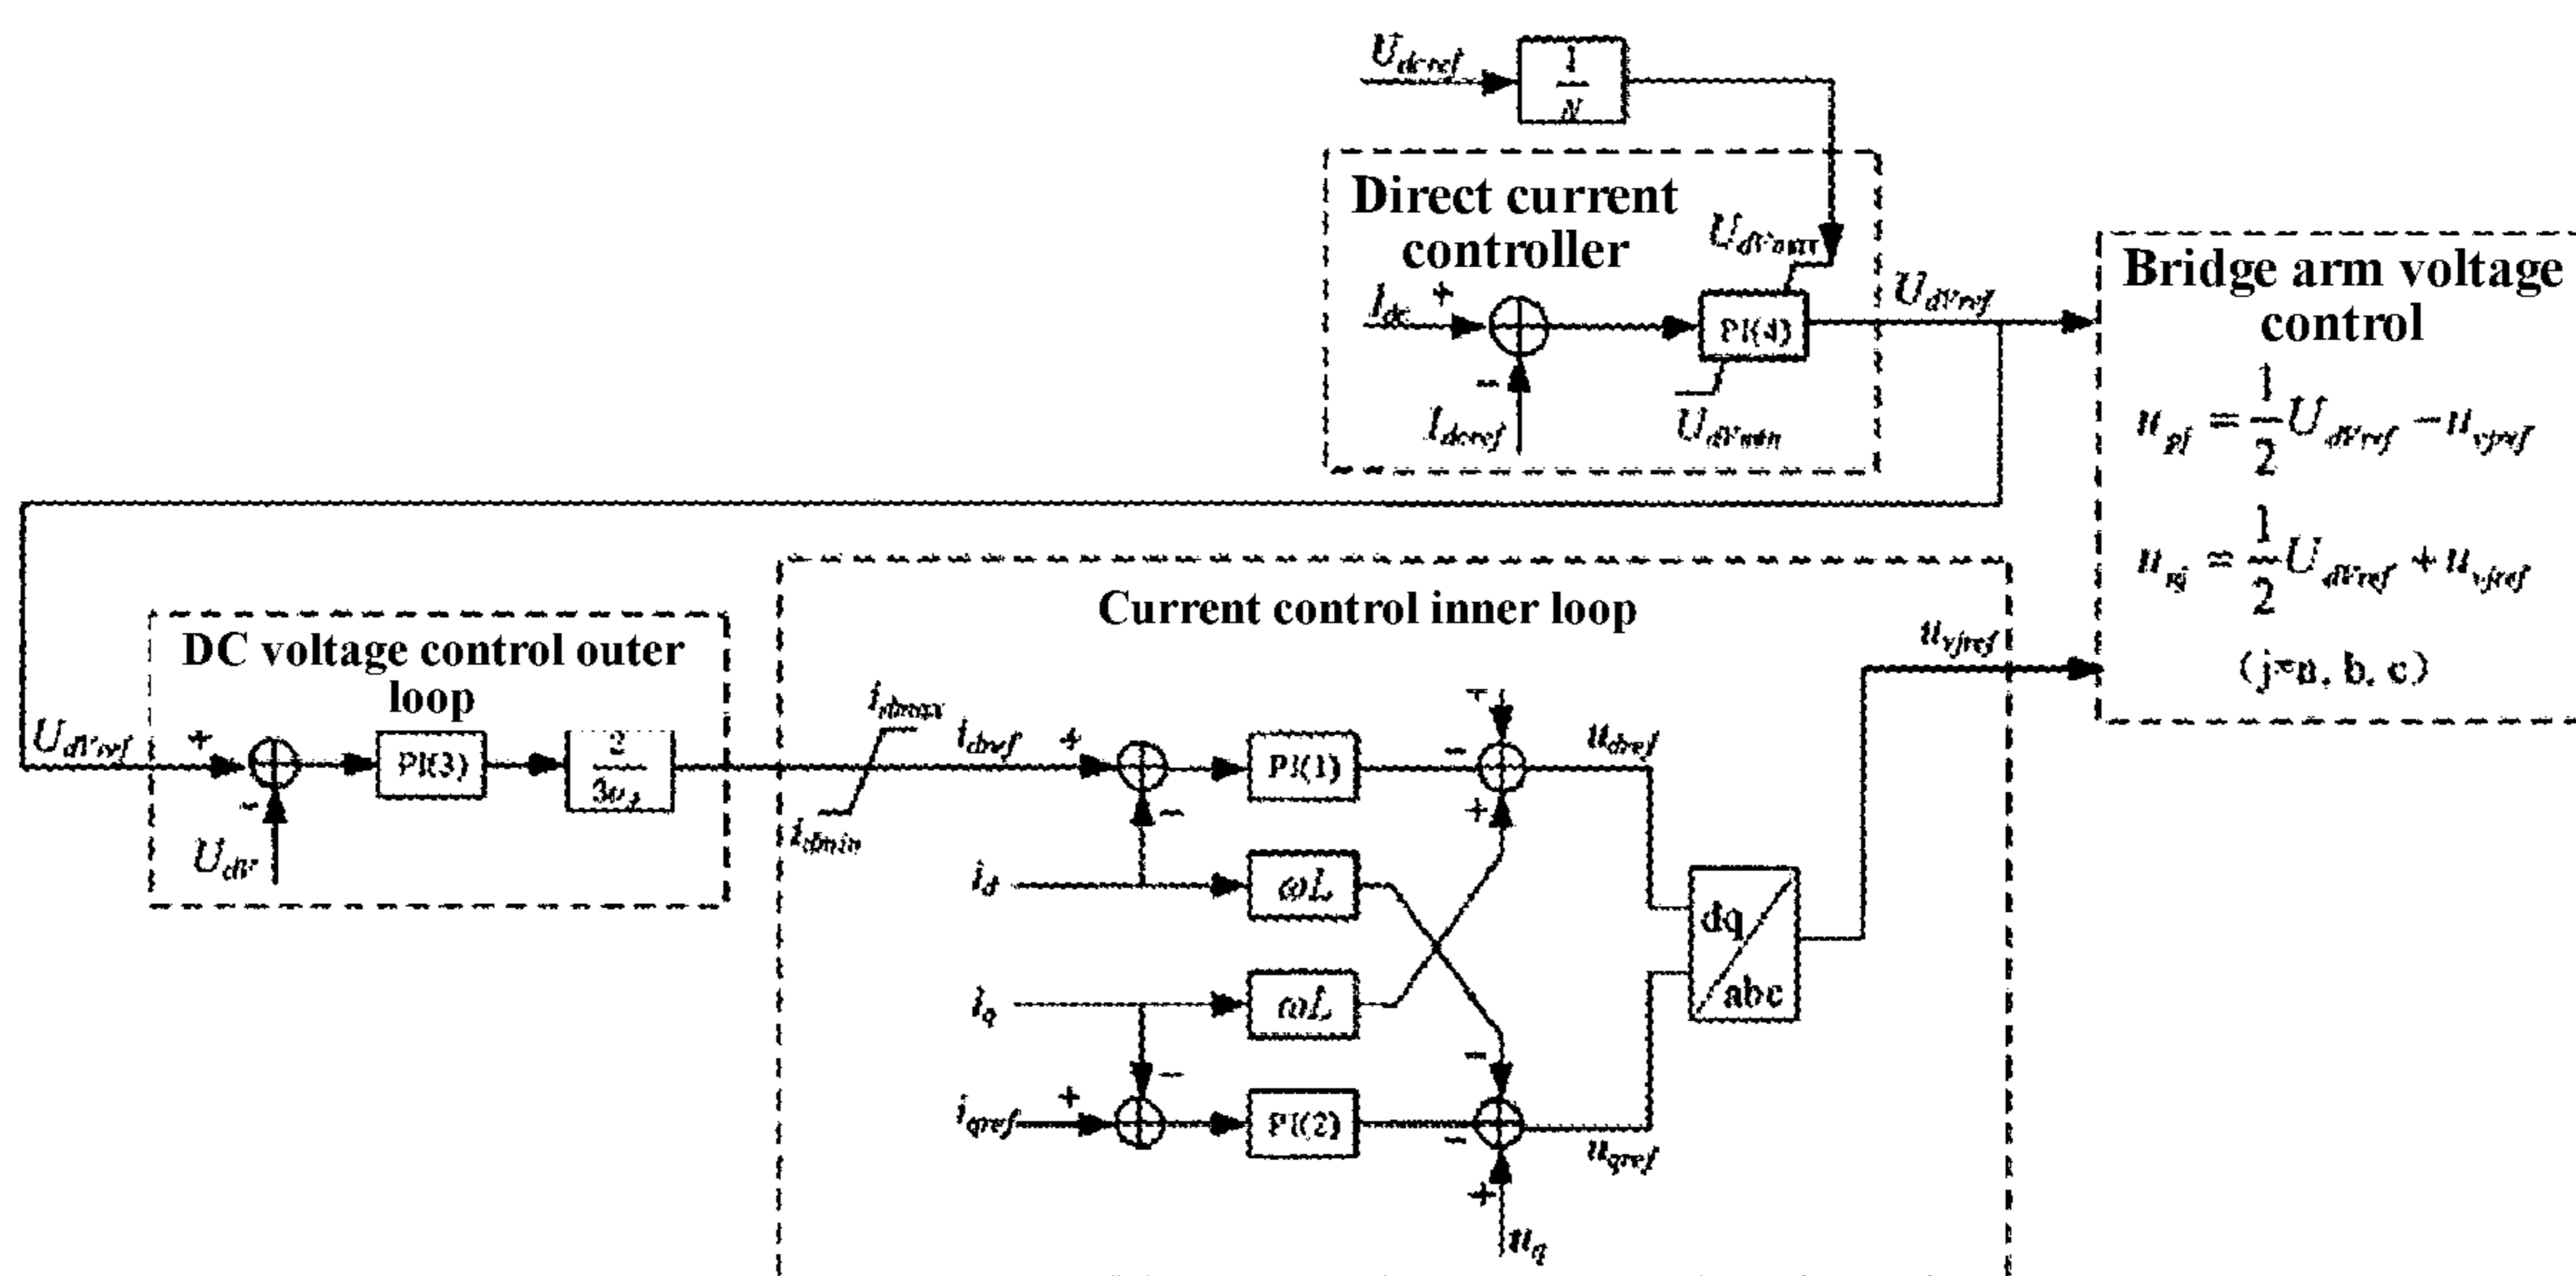 U_dcref
1
N
Direct current
controller
U_dVmax
I_dc +
PI(4)
U_dVref
-
I_dcref
U_dVmin
Bridge arm voltage
control
u_pj = 1/2 U_dVref − u_vjref
u_nj = 1/2 U_dVref + u_vjref
(j=a, b, c)
Current control inner loop
u_vjref
DC voltage control outer
loop
U_dVref +
PI(3)
2
-
U_dV
i_dmax
i_dmin
i_dref +
-
PI(1)
+
-
+
u_dref
i_d
ωL
i_q
ωL
dq
abc
-
i_qref +
PI(2)
-
-
+
u_qref
u_q